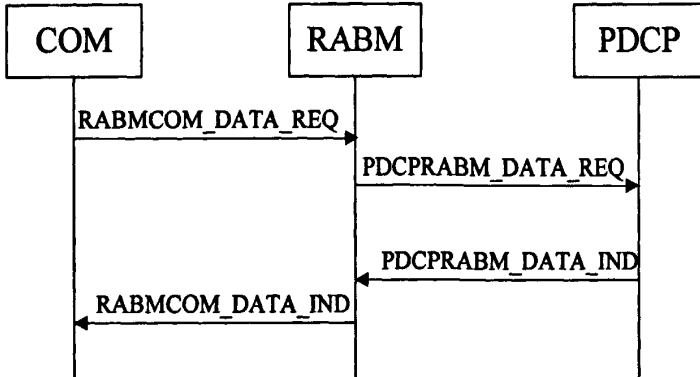 COM RABM PDCP
RABMCOM_DATA_REQ
PDCPRABM_DATA_REQ
PDCPRABM_DATA_IND
RABMCOM_DATA_IND